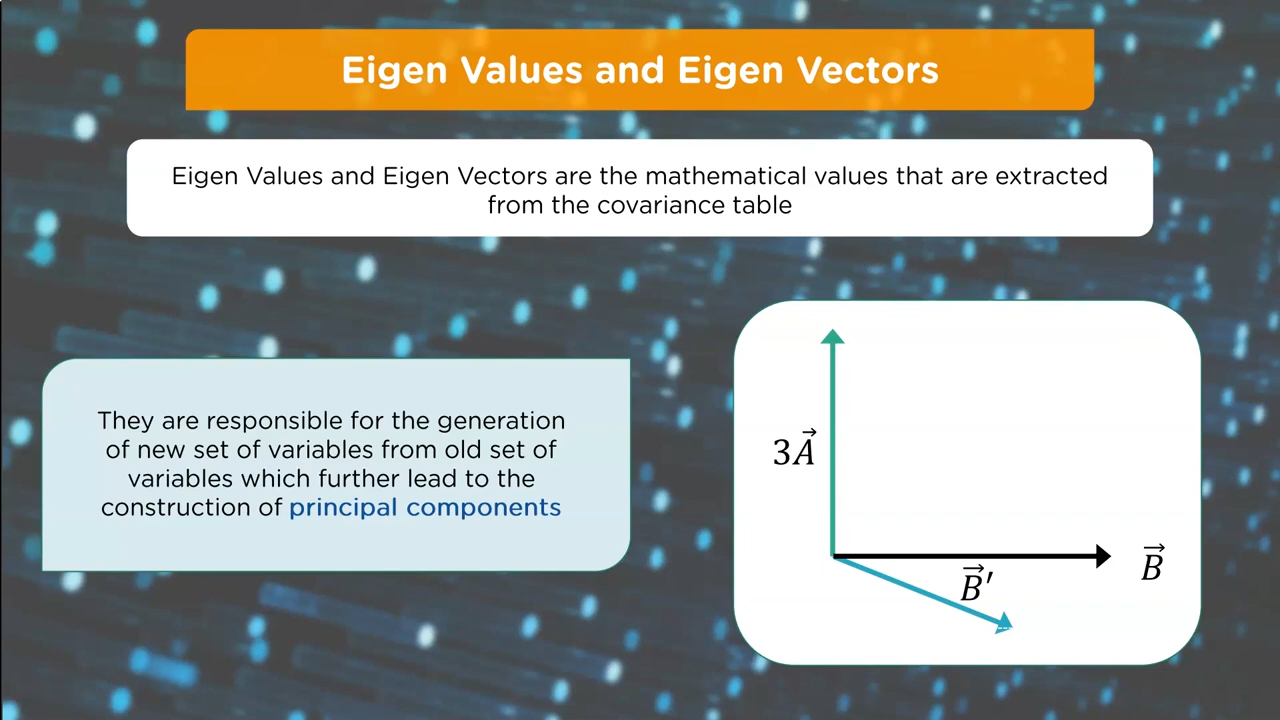 Eigen Values and Eigen Vectors
Eigen Values and Eigen Vectors are the mathematical values that are extracted
from the covariance table
They are responsible for the generation
of new set of variables from old set of
variables which further lead to the
construction of principal components
3A⃗
B⃗
B⃗′